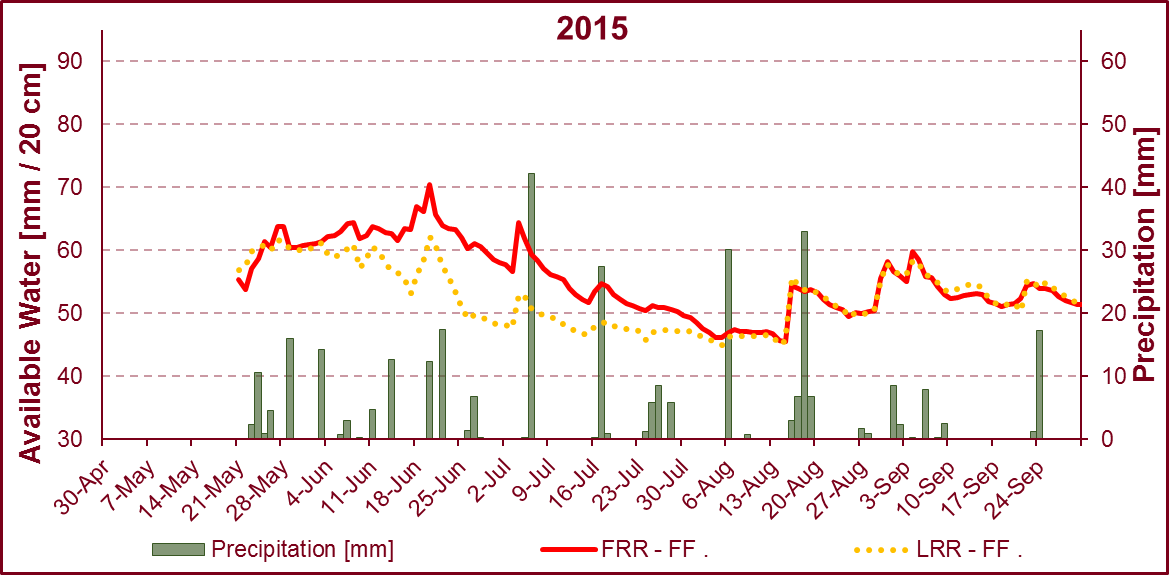 2015
Available Water [mm / 20 cm]
90
80
70
60
50
40
30
60
50
40
30
20
10
0
Precipitation [mm]
30-Apr
7-May
14-May
21-May
28-May
4-Jun
11-Jun
18-Jun
25-Jun
2-Jul
9-Jul
16-Jul
23-Jul
30-Jul
6-Aug
13-Aug
20-Aug
27-Aug
3-Sep
10-Sep
17-Sep
24-Sep
Precipitation [mm] FRR - FF . LRR - FF .